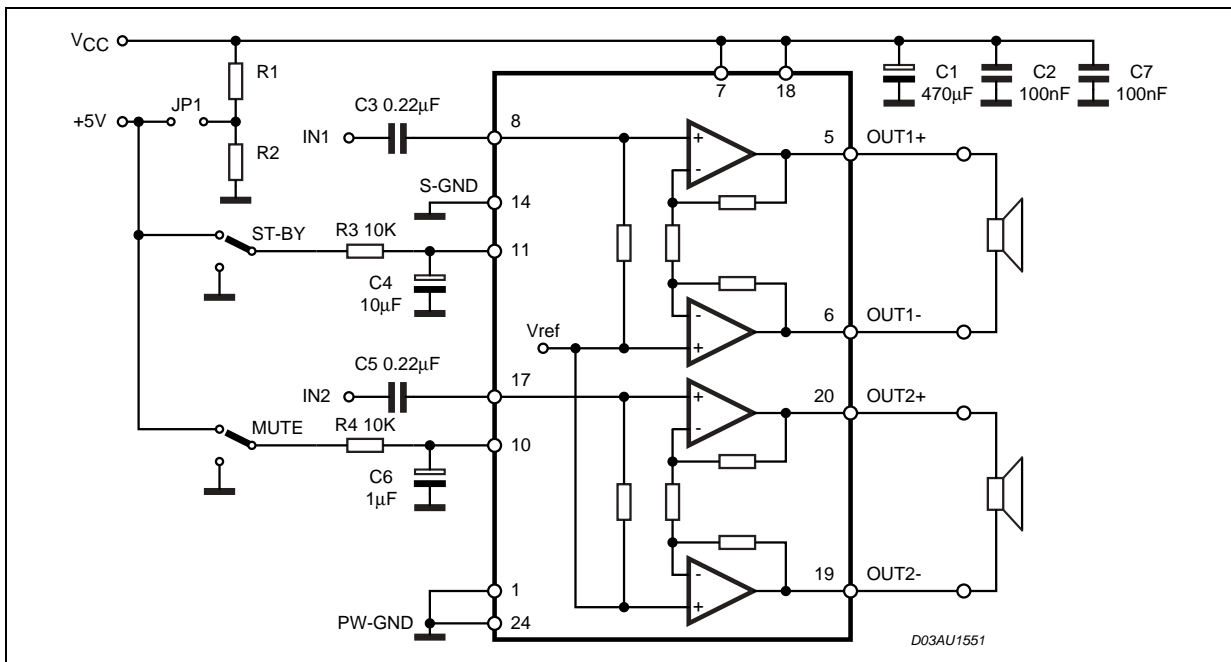 VCC
R1
JP1
+5V
R2
C3 0.22µF
IN1
8
7
18
C1
470µF
C2
100nF
C7
100nF
+
-
5
OUT1+
S-GND
14
ST-BY
R3 10K
11
C4
10µF
-
+
6
OUT1-
Vref
C5 0.22µF
IN2
17
+
-
20
OUT2+
MUTE
R4 10K
10
C6
1µF
-
+
19
OUT2-
1
PW-GND
24
D03AU1551